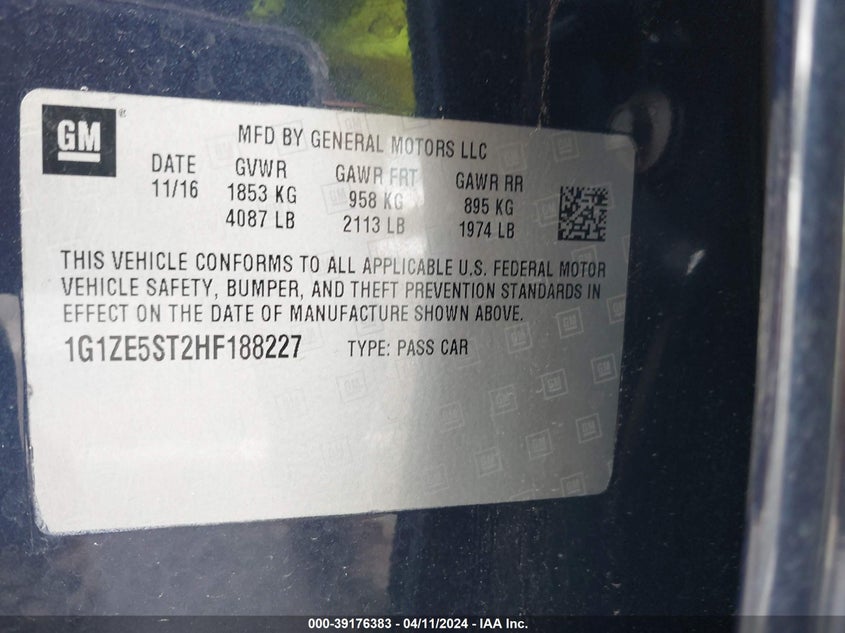 GM
MFD BY GENERAL MOTORS LLC
DATE GVWR GAWR FRT GAWR RR
11/16 1853 KG 958 KG 895 KG
4087 LB 2113 LB 1974 LB
THIS VEHICLE CONFORMS TO ALL APPLICABLE U.S. FEDERAL MOTOR
VEHICLE SAFETY, BUMPER, AND THEFT PREVENTION STANDARDS IN
EFFECT ON THE DATE OF MANUFACTURE SHOWN ABOVE.
1G1ZE5ST2HF188227 TYPE: PASS CAR
000-39176383 - 04/11/2024 - IAA Inc.